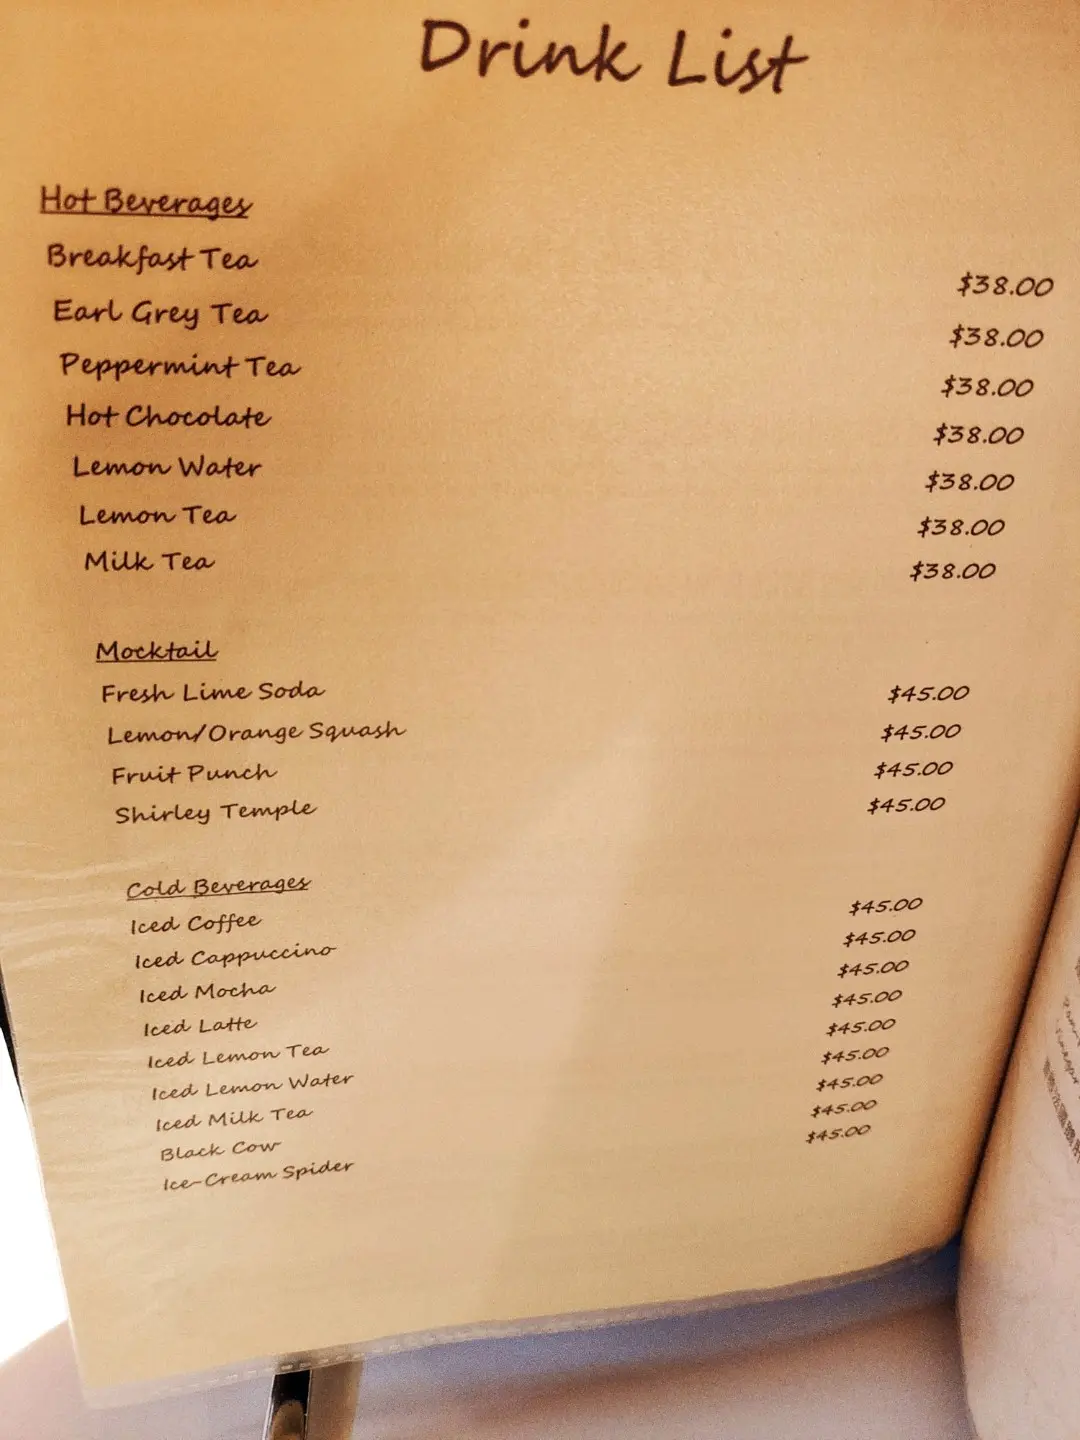 Drink List
Hot Beverages
Breakfast Tea $38.00
Earl Grey Tea $38.00
Peppermint Tea $38.00
Hot Chocolate $38.00
Lemon Water $38.00
Lemon Tea $38.00
Milk Tea $38.00
Mocktail
Fresh Lime Soda $45.00
Lemon/Orange Squash $45.00
Fruit Punch $45.00
Shirley Temple $45.00
Cold Beverages
Iced Coffee $45.00
Iced Cappuccino $45.00
Iced Mocha $45.00
Iced Latte $45.00
Iced Lemon Tea $45.00
Iced Lemon Water $45.00
Iced Milk Tea $45.00
Black Cow $45.00
Ice-Cream Spider $45.00